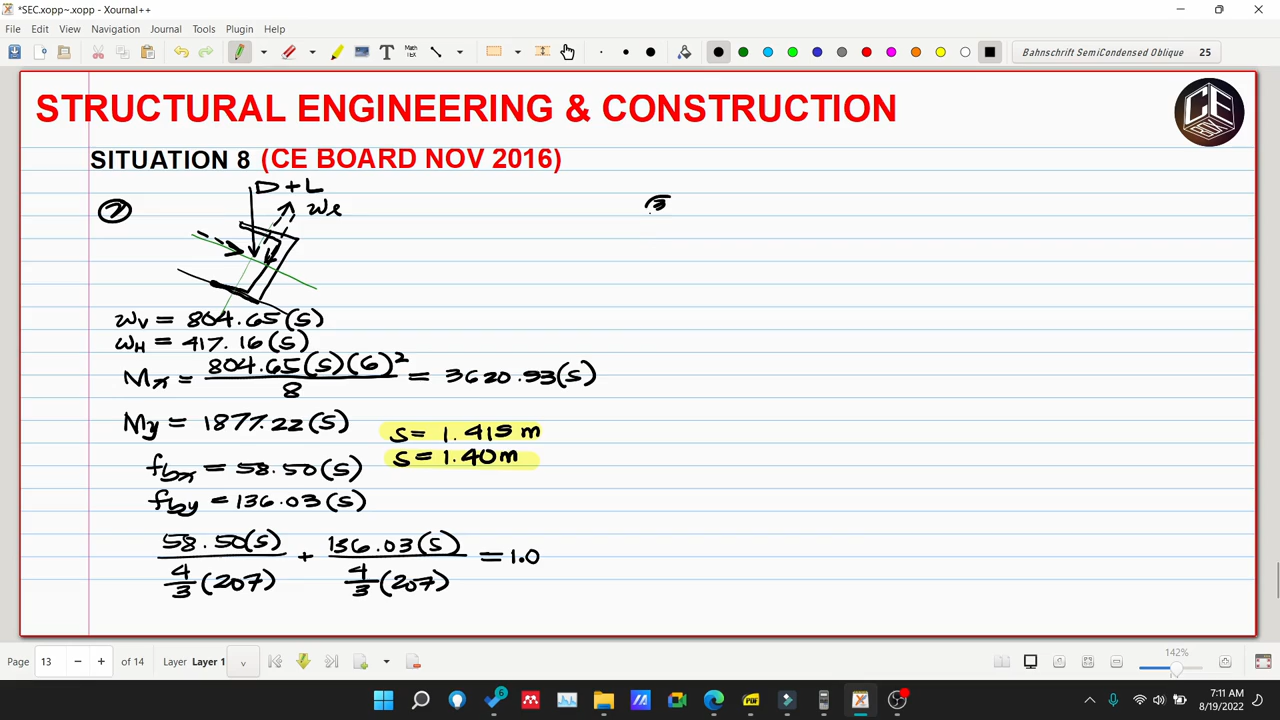 *SEC.xopp~.xopp - Xournal++
File Edit View Navigation Journal Tools Plugin Help
Bahnschrift SemiCondensed Oblique 25
STRUCTURAL ENGINEERING & CONSTRUCTION
SITUATION 8 (CE BOARD NOV 2016)
② D + L
wl
wv = 804.65(S)
wH = 417.16(S)
Mx = 804.65(S)(6)² / 8 = 3620.93(S)
My = 1877.22(S)
S = 1.415 m
S = 1.40m
fbx = 58.50(S)
fby = 136.03(S)
58.50(S) / 4/3 (207) + 136.03(S) / 4/3 (207) = 1.0
Page 13 of 14 Layer Layer 1
142%
7:11 AM
8/19/2022